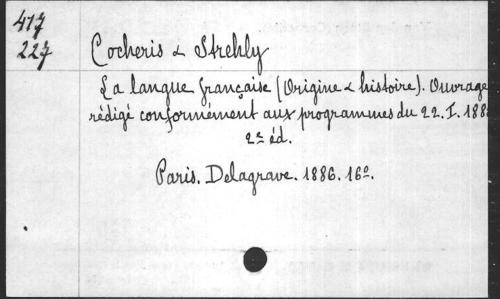 417
227
Cocheris & Strehly
La langue française (Origine & histoire). Ouvrage
rédigé conformément aux programmes du 22. I. 188
2e éd.
Paris. Delagrave. 1886. 16o.